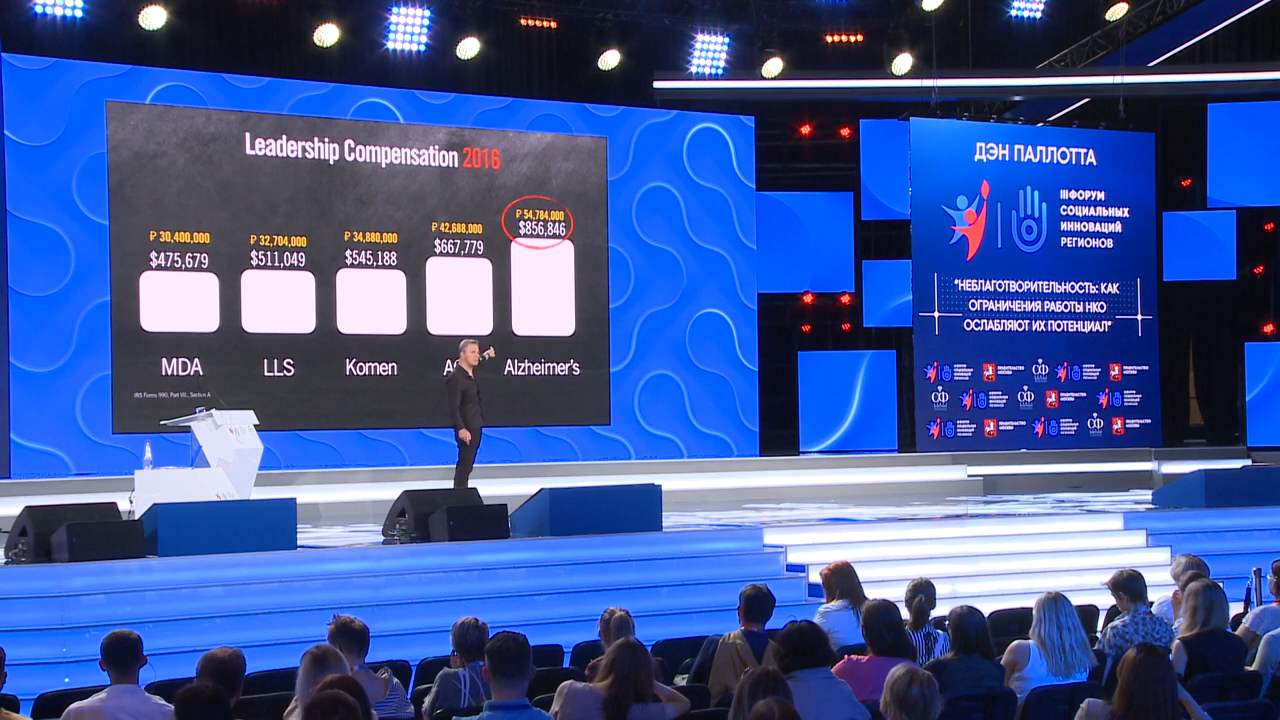 Leadership Compensation 2016
₽ 30,400,000
$475,679
₽ 32,704,000
$511,049
₽ 34,880,000
$545,188
₽ 42,688,000
$667,779
₽ 54,784,000
$856,846
MDA
LLS
Komen
Alzheimer's
IRS Forms 990, Part VII, Section A
ДЭН ПАЛЛОТТА
III ФОРУМ
СОЦИАЛЬНЫХ
ИННОВАЦИЙ
РЕГИОНОВ
"НЕБЛАГОТВОРИТЕЛЬНОСТЬ: КАК
ОГРАНИЧЕНИЯ РАБОТЫ НКО
ОСЛАБЛЯЮТ ИХ ПОТЕНЦИАЛ"